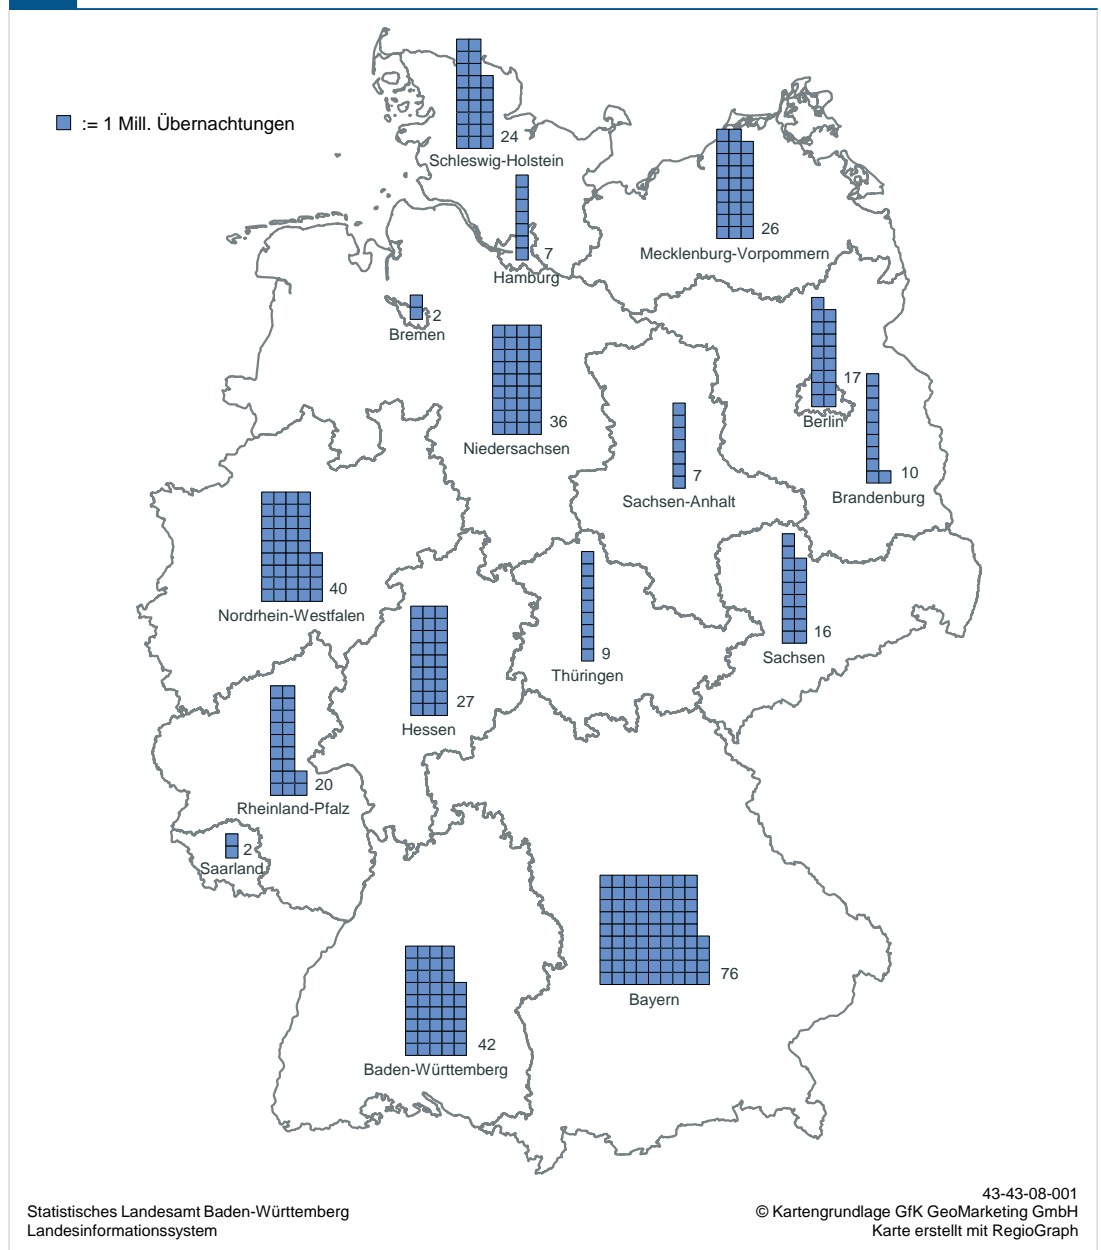 := 1 Mill. Übernachtungen
24
Schleswig-Holstein
26
Mecklenburg-Vorpommern
7
Hamburg
2
Bremen
36
Niedersachsen
17
Berlin
10
Brandenburg
7
Sachsen-Anhalt
40
Nordrhein-Westfalen
16
Sachsen
9
Thüringen
27
Hessen
20
Rheinland-Pfalz
2
Saarland
76
Bayern
42
Baden-Württemberg
Statistisches Landesamt Baden-Württemberg
Landesinformationssystem
43-43-08-001
© Kartengrundlage GfK GeoMarketing GmbH
Karte erstellt mit RegioGraph